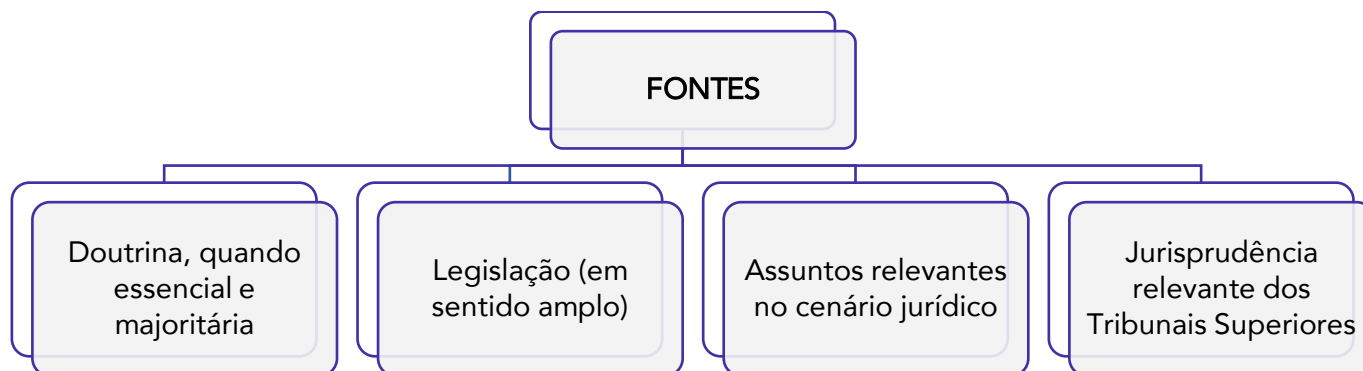 FONTES
Doutrina, quando
essencial e
majoritária
Legislação (em
sentido amplo)
Assuntos relevantes
no cenário jurídico
Jurisprudência
relevante dos
Tribunais Superiores